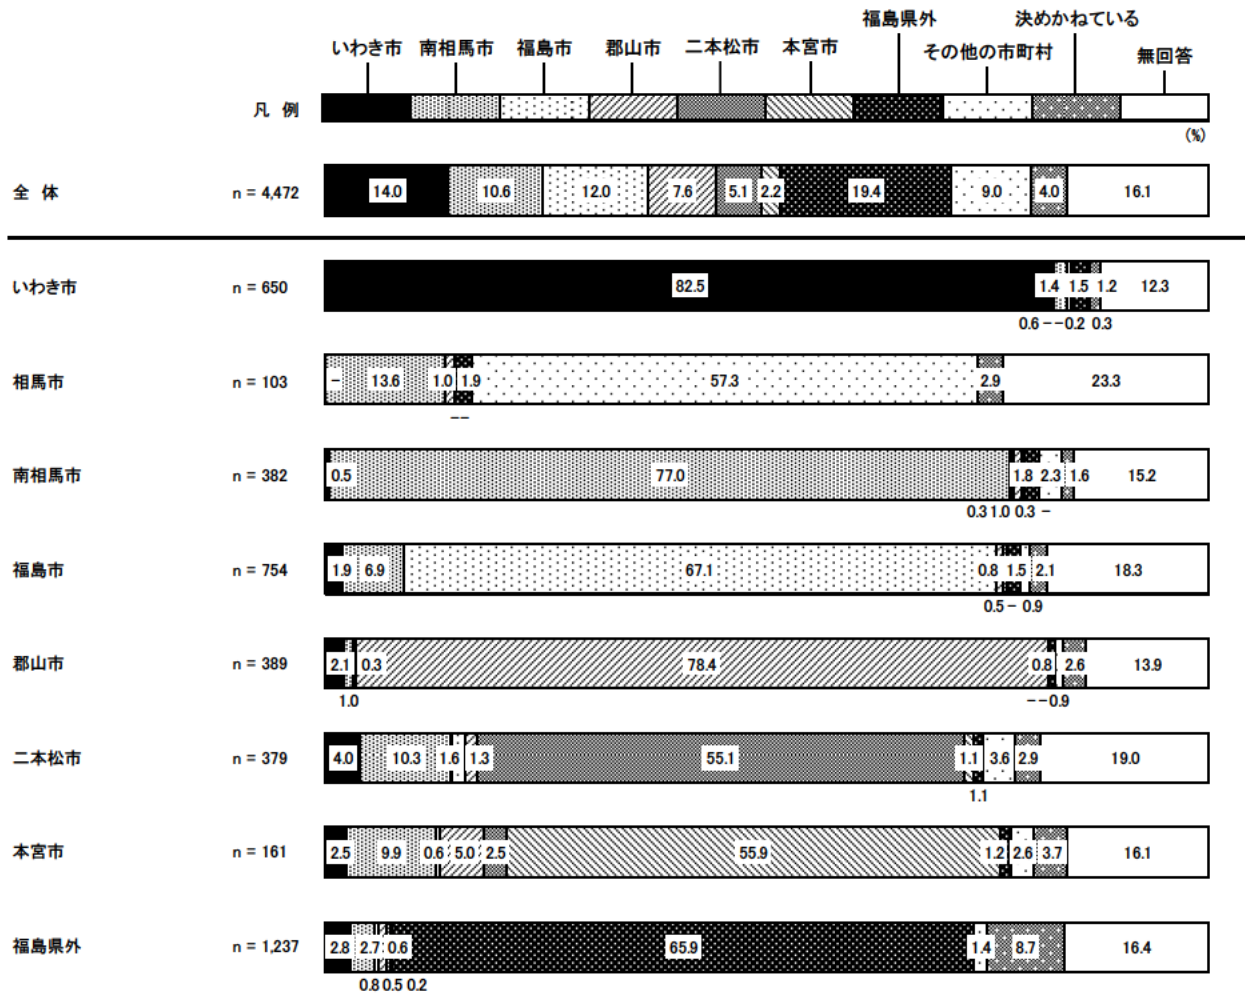 福島県外 決めかねている
いわき市 南相馬市 福島市 郡山市 二本松市 本宮市 その他の市町村 無回答
凡 例
(%)
全 体 n = 4,472 14.0 10.6 12.0 7.6 5.1 2.2 19.4 9.0 4.0 16.1
いわき市 n = 650 82.5 1.4 1.5 1.2 12.3
0.6 － － 0.2 0.3
相馬市 n = 103 － 13.6 1.0 1.9 57.3 2.9 23.3
－ －
南相馬市 n = 382 0.5 77.0 1.8 2.3 1.6 15.2
0.3 1.0 0.3 －
福島市 n = 754 1.9 6.9 67.1 0.8 1.5 2.1 18.3
0.5 － 0.9
郡山市 n = 389 2.1 0.3 78.4 0.8 2.6 13.9
1.0 － － 0.9
二本松市 n = 379 4.0 10.3 1.6 1.3 55.1 1.1 3.6 2.9 19.0
1.1
本宮市 n = 161 2.5 9.9 0.6 5.0 2.5 55.9 1.2 2.6 3.7 16.1
福島県外 n = 1,237 2.8 2.7 0.6 65.9 1.4 8.7 16.4
0.8 0.5 0.2